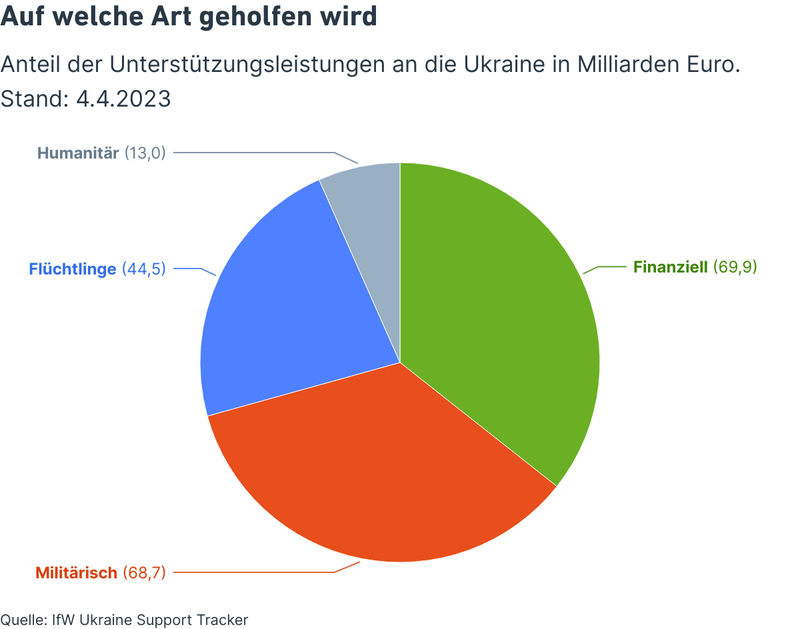 Auf welche Art geholfen wird
Anteil der Unterstützungsleistungen an die Ukraine in Milliarden Euro.
Stand: 4.4.2023
Humanitär (13,0)
Flüchtlinge (44,5)
Finanziell (69,9)
Militärisch (68,7)
Quelle: IfW Ukraine Support Tracker